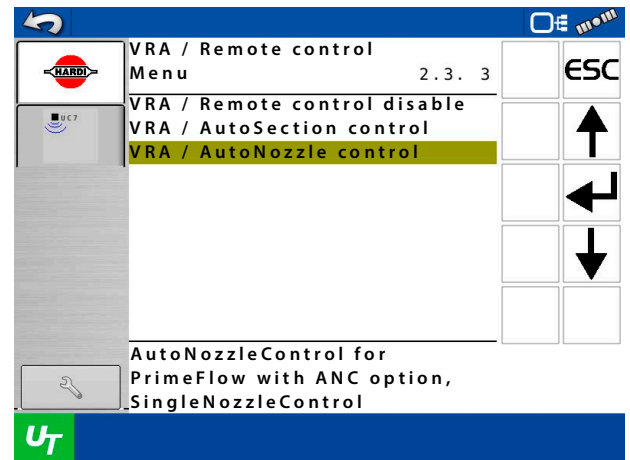 VRA / Remote control
Menu 2.3. 3
ESC
HARDI
UC7
VRA / Remote control disable
VRA / AutoSection control
VRA / AutoNozzle control
AutoNozzleControl for
PrimeFlow with ANC option,
SingleNozzleControl
UT